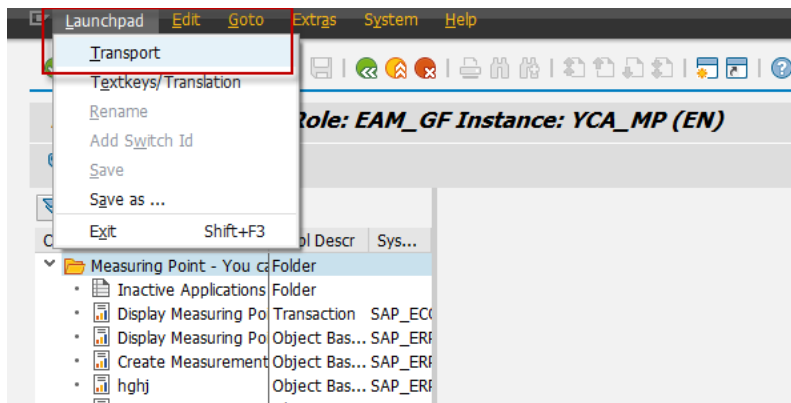 Launchpad Edit Goto Extras System Help
Transport
Textkeys/Translation
Rename
Role: EAM_GF Instance: YCA_MP (EN)
Add Switch Id
Save
Save as ...
Exit Shift+F3
ol Descr Sys...
Measuring Point - You ca Folder
Inactive Applications Folder
Display Measuring Po Transaction SAP_ECC
Display Measuring Po Object Bas... SAP_ERP
Create Measurement Object Bas... SAP_ERP
hghj Object Bas... SAP_ERP